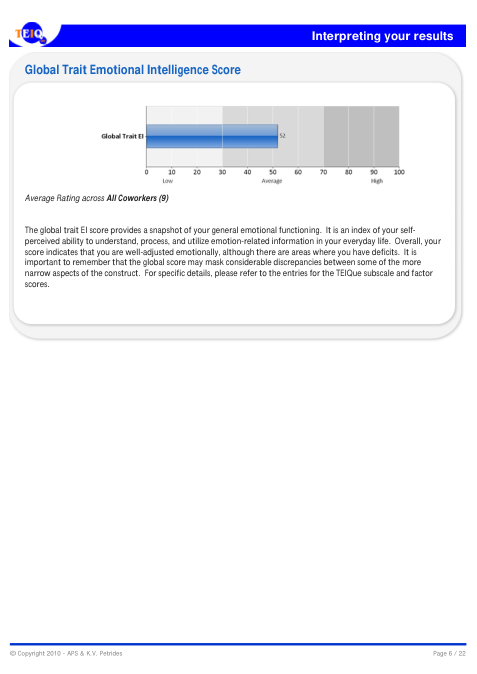 TEIQ
Interpreting your results
Global Trait Emotional Intelligence Score
Global Trait EI
52
0 10 20 30 40 50 60 70 80 90 100
Low Average High
Average Rating across All Coworkers (9)
The global trait EI score provides a snapshot of your general emotional functioning. It is an index of your self-
perceived ability to understand, process, and utilize emotion-related information in your everyday life. Overall, your
score indicates that you are well-adjusted emotionally, although there are areas where you have deficits. It is
important to remember that the global score may mask considerable discrepancies between some of the more
narrow aspects of the construct. For specific details, please refer to the entries for the TEIQue subscale and factor
scores.
© Copyright 2010 - APS & K.V. Petrides
Page 6 / 22